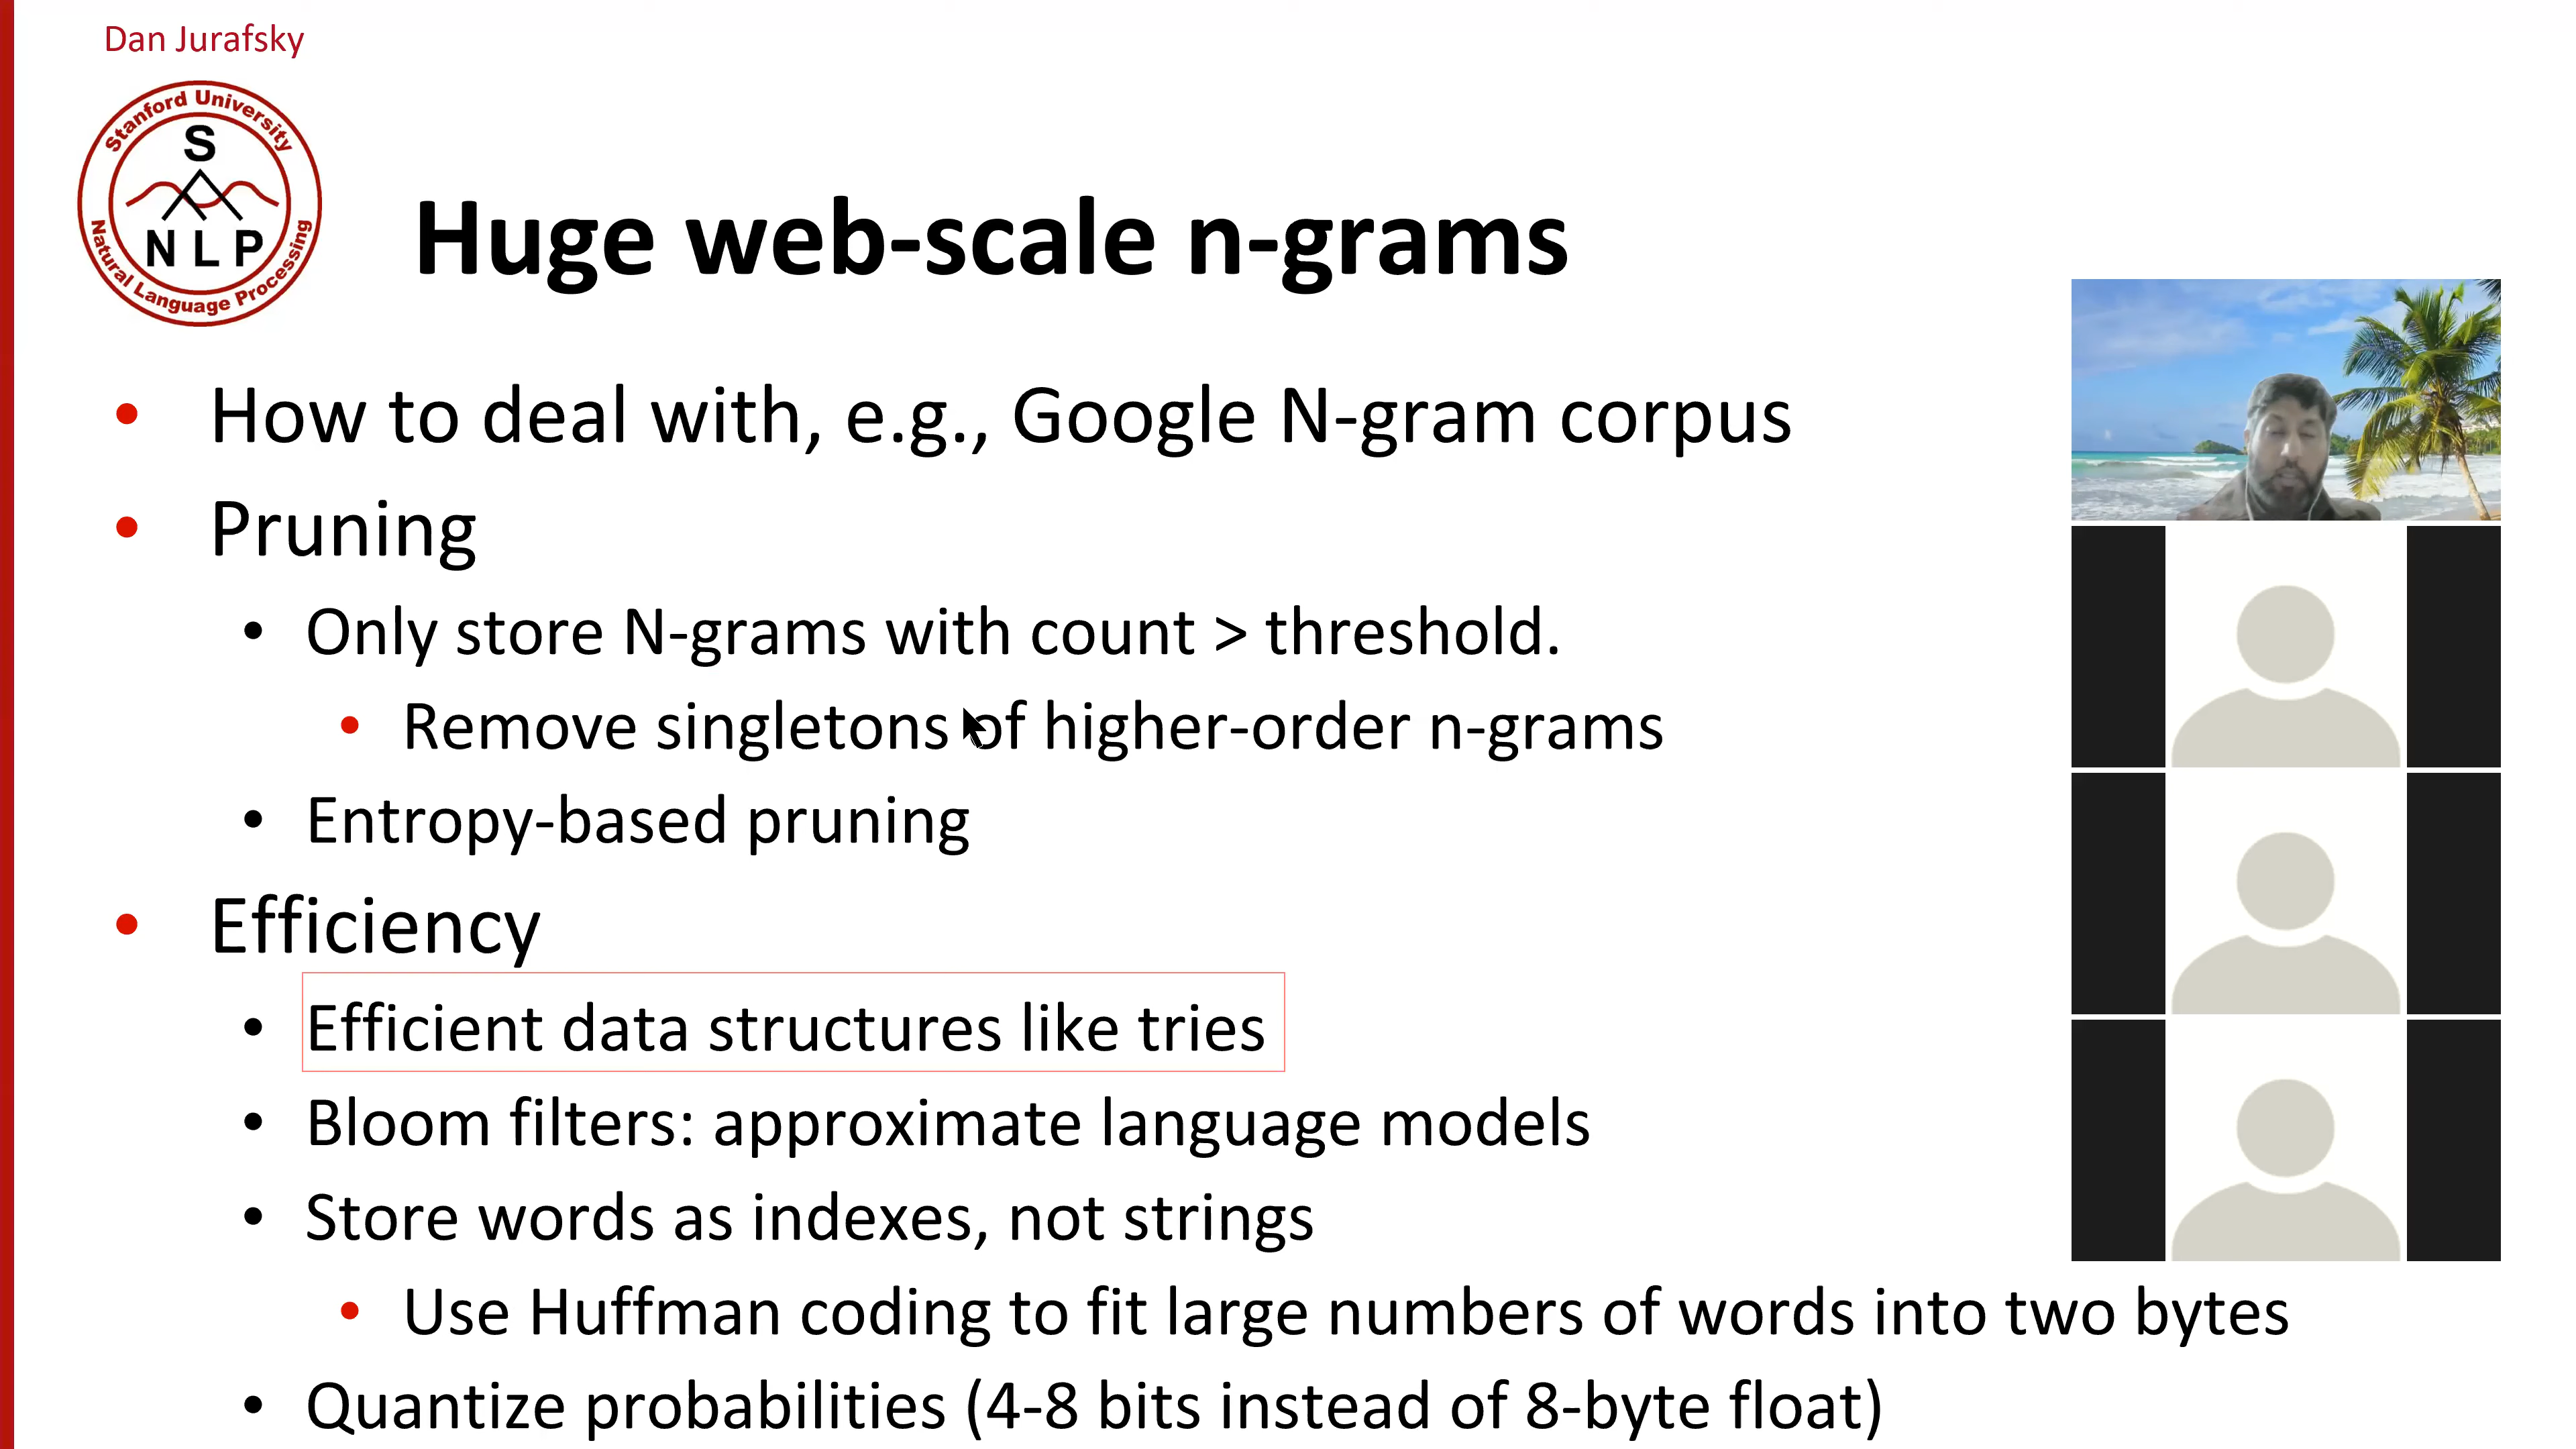 Dan Jurafsky
Stanford University
S
NLP
Natural Language Processing
Huge web-scale n-grams
• How to deal with, e.g., Google N-gram corpus
• Pruning
• Only store N-grams with count > threshold.
• Remove singletons of higher-order n-grams
• Entropy-based pruning
• Efficiency
• Efficient data structures like tries
• Bloom filters: approximate language models
• Store words as indexes, not strings
• Use Huffman coding to fit large numbers of words into two bytes
• Quantize probabilities (4-8 bits instead of 8-byte float)